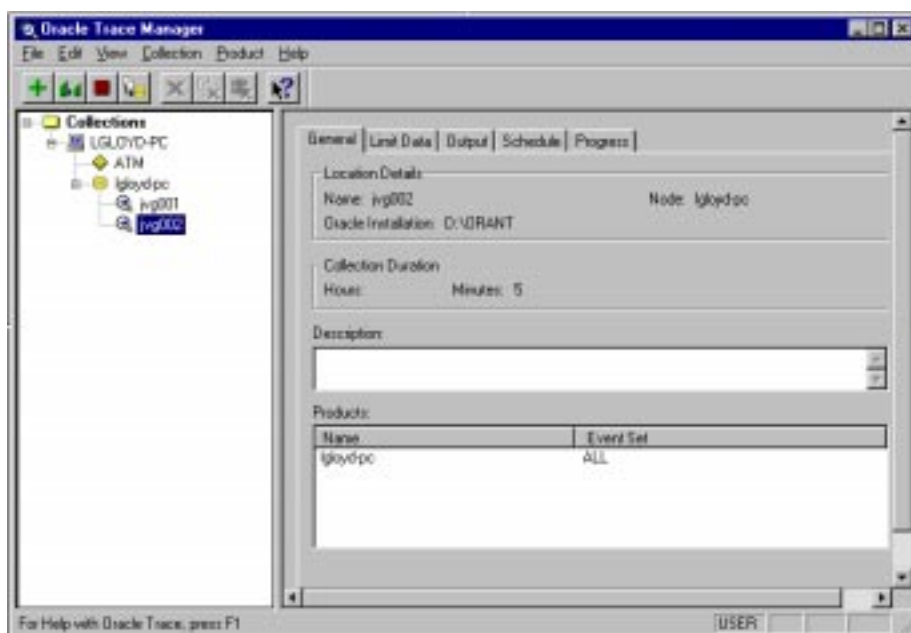 Oracle Trace Manager
File Edit View Collection Product Help
Collections
LGLOYD-PC
ATM
lgloyd-pc
jvg001
jvg002
General Limit Data Output Schedule Progress
Location Details
Name: jvg002 Node: lgloyd-pc
Oracle Installation: D:\ORANT
Collection Duration
Hours: Minutes: 5
Description:
Products:
Name Event Set
lgloyd-pc ALL
For Help with Oracle Trace, press F1 USER